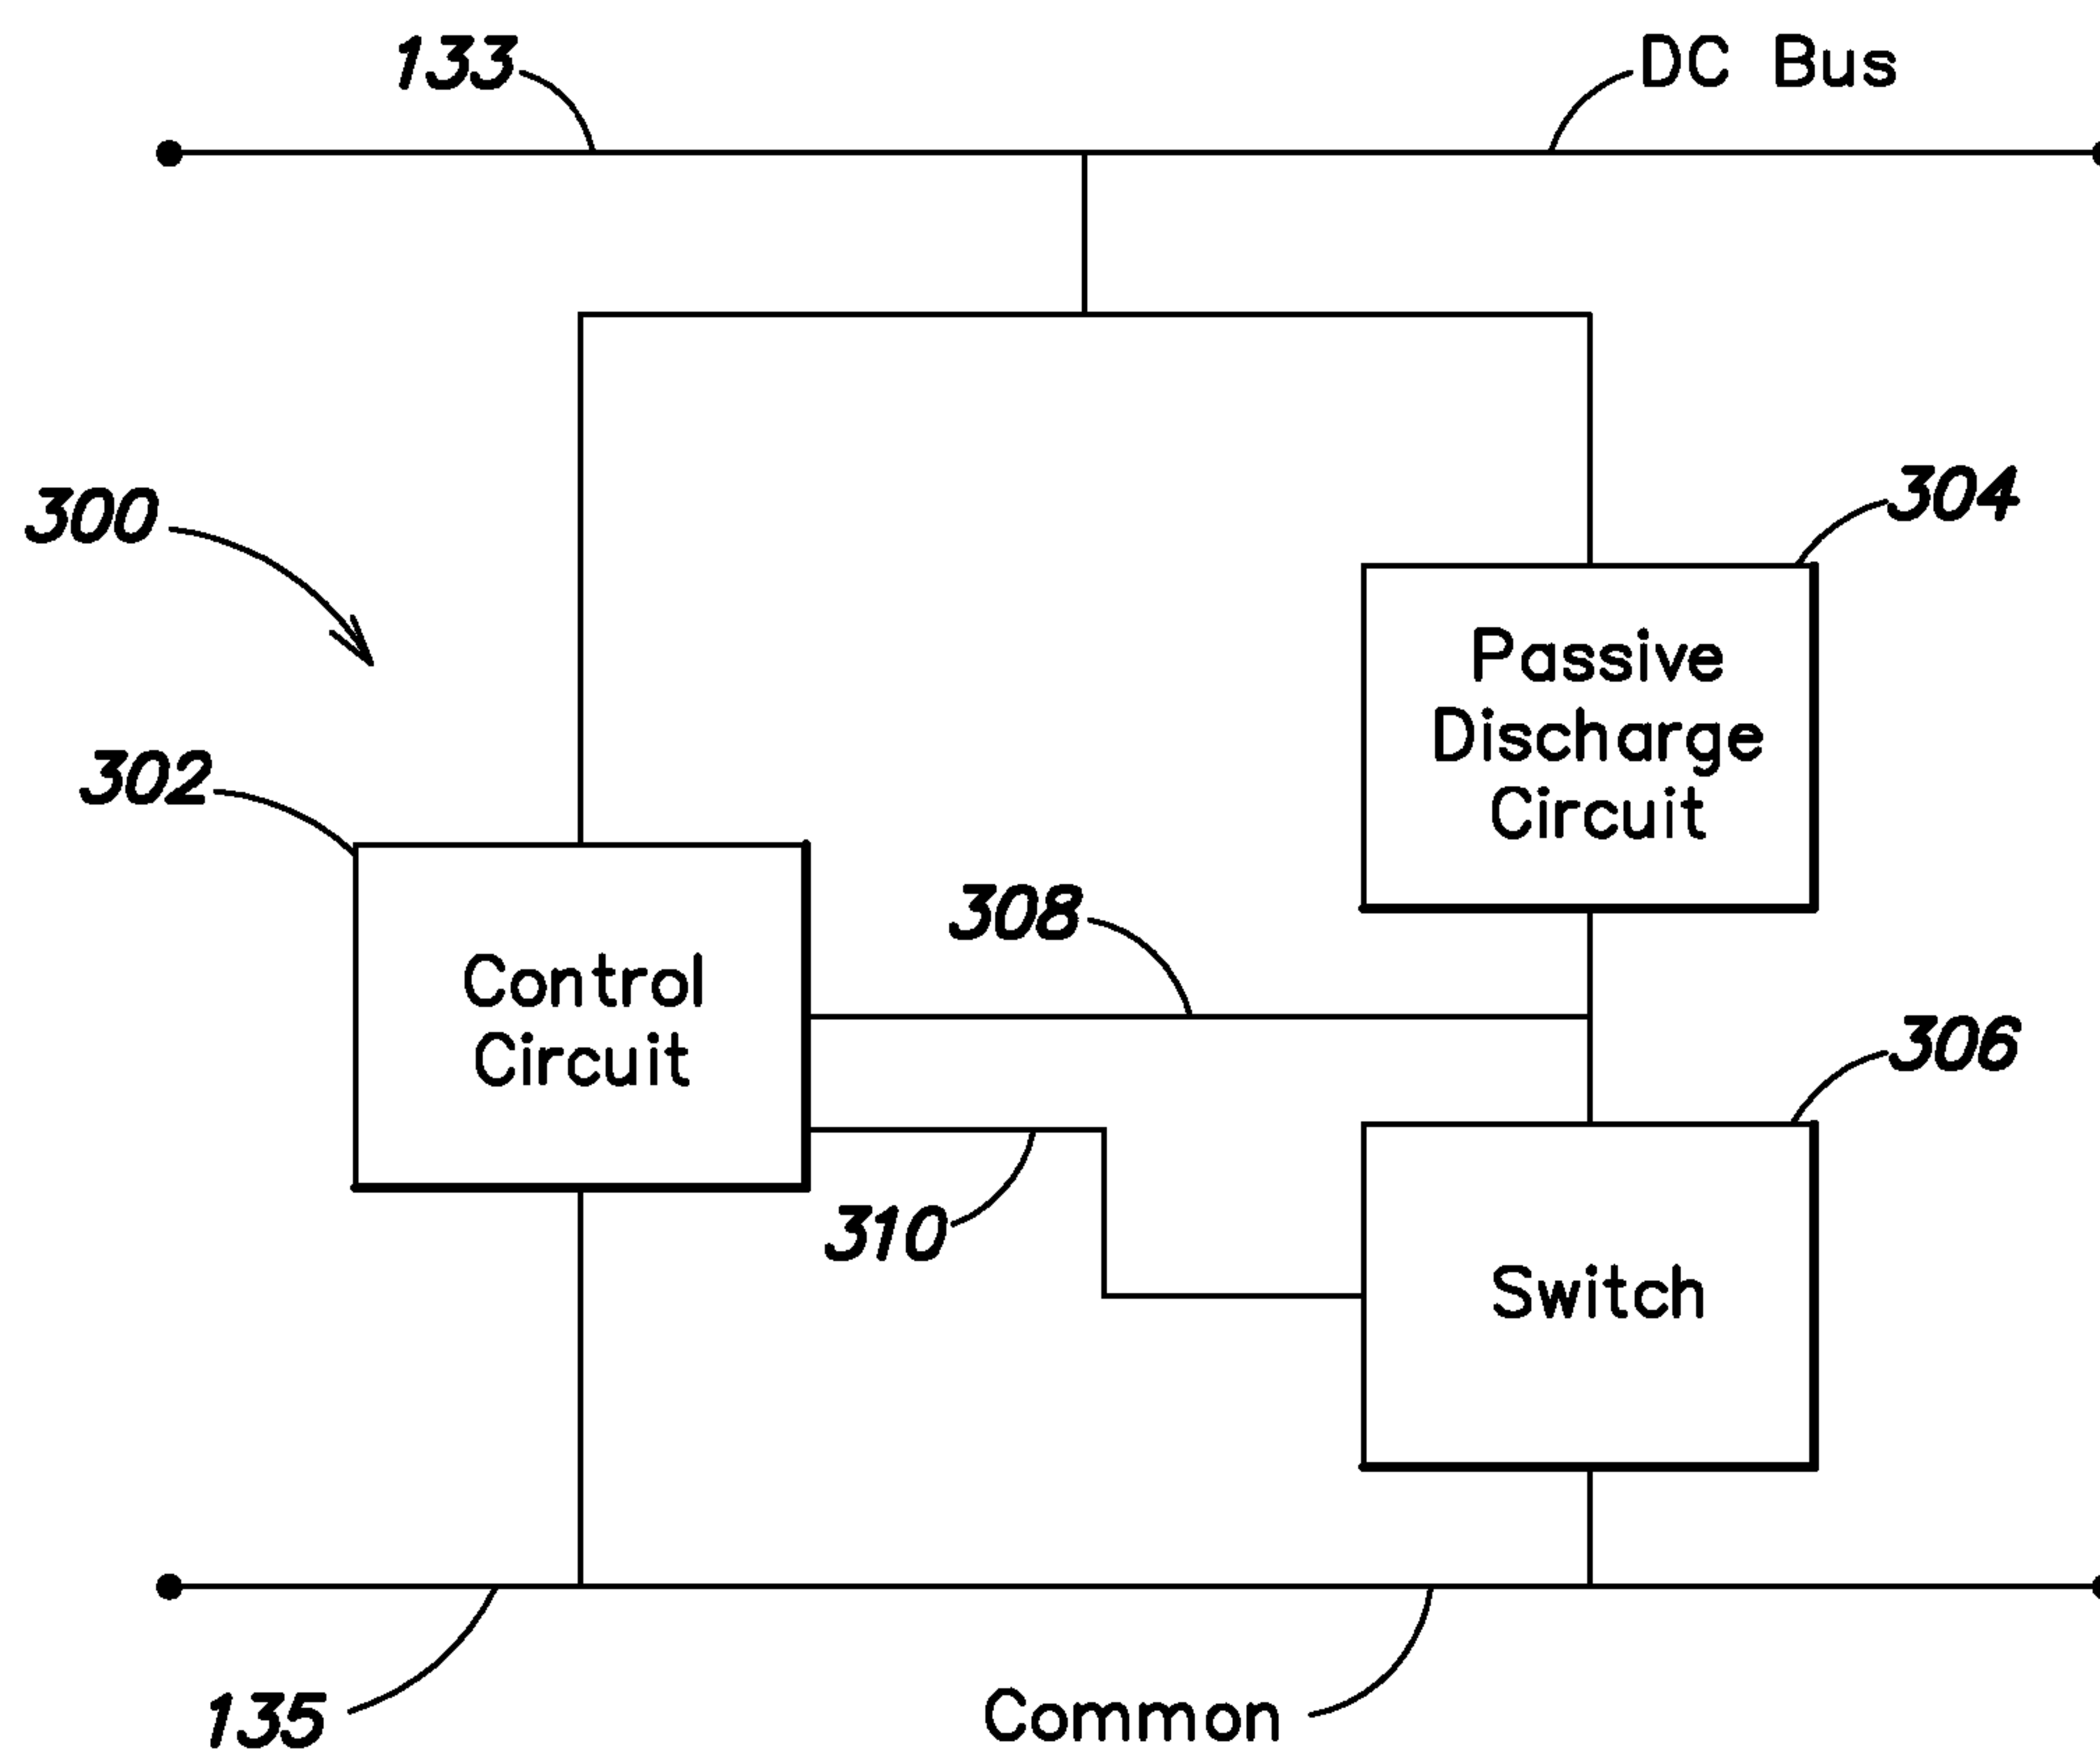 133
DC Bus
300
304
Passive
Discharge
Circuit
302
308
Control
Circuit
306
310
Switch
135
Common